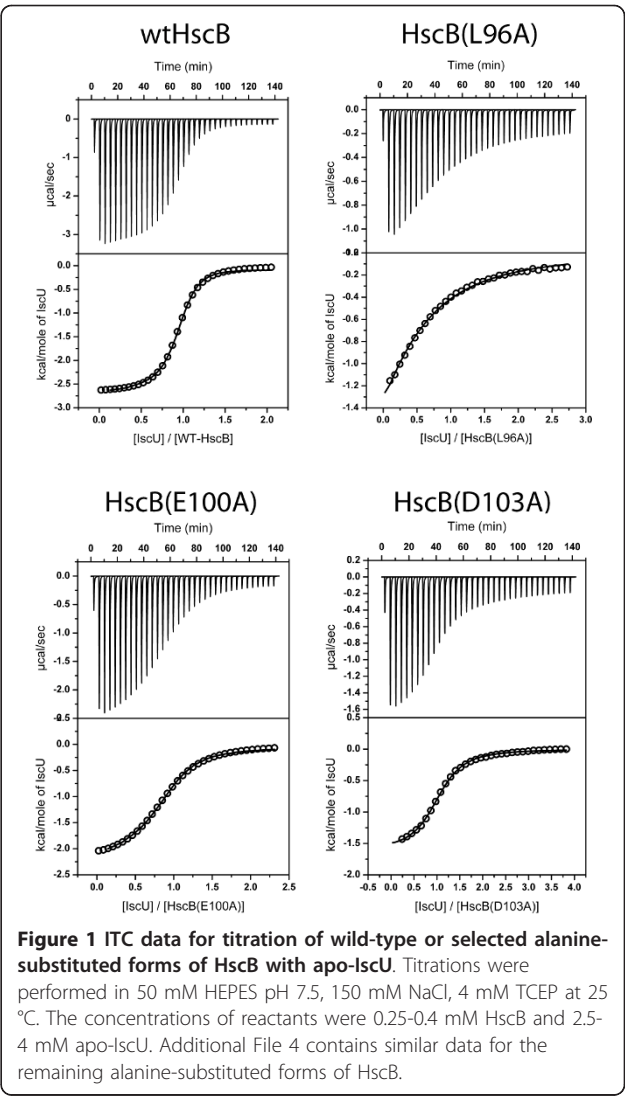 wtHscB
Time (min)
0 20 40 60 80 100 120 140
0
-1
-2
-3
µcal/sec
0.0
-0.5
-1.0
-1.5
-2.0
-2.5
-3.0
kcal/mole of IscU
0.0 0.5 1.0 1.5 2.0
[IscU] / [WT-HscB]
HscB(L96A)
Time (min)
0 20 40 60 80 100 120 140
0.0
-0.2
-0.4
-0.6
-0.8
-1.0
µcal/sec
-0.2
-0.4
-0.6
-0.8
-1.0
-1.2
-1.4
kcal/mole of IscU
0.0 0.5 1.0 1.5 2.0 2.5 3.0
[IscU] / [HscB(L96A)]
HscB(E100A)
Time (min)
0 20 40 60 80 100 120 140
0.0
-0.5
-1.0
-1.5
-2.0
µcal/sec
0.0
-0.5
-1.0
-1.5
-2.0
-2.5
kcal/mole of IscU
0.0 0.5 1.0 1.5 2.0 2.5
[IscU] / [HscB(E100A)]
HscB(D103A)
Time (min)
0 20 40 60 80 100 120 140
0.2
0.0
-0.2
-0.4
-0.6
-0.8
-1.0
-1.2
-1.4
-1.6
µcal/sec
0.5
0.0
-0.5
-1.0
-1.5
-2.0
kcal/mole of IscU
-0.5 0.0 0.5 1.0 1.5 2.0 2.5 3.0 3.5 4.0
[IscU] / [HscB(D103A)]
Figure 1 ITC data for titration of wild-type or selected alanine-
substituted forms of HscB with apo-IscU. Titrations were
performed in 50 mM HEPES pH 7.5, 150 mM NaCl, 4 mM TCEP at 25
°C. The concentrations of reactants were 0.25-0.4 mM HscB and 2.5-
4 mM apo-IscU. Additional File 4 contains similar data for the
remaining alanine-substituted forms of HscB.